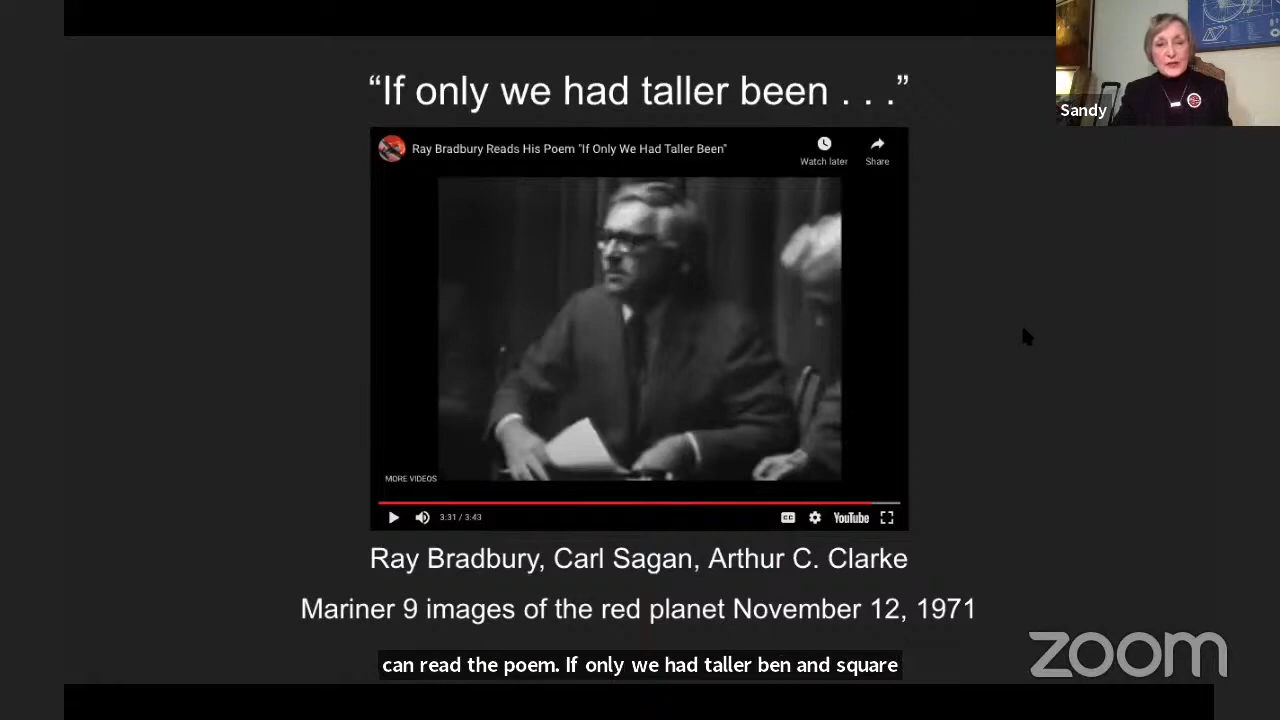 “If only we had taller been . . .”
Sandy
Ray Bradbury Reads His Poem "If Only We Had Taller Been"
Watch later
Share
MORE VIDEOS
3:31 / 3:43
CC
YouTube
Ray Bradbury, Carl Sagan, Arthur C. Clarke
Mariner 9 images of the red planet November 12, 1971
can read the poem. If only we had taller ben and square
zoom